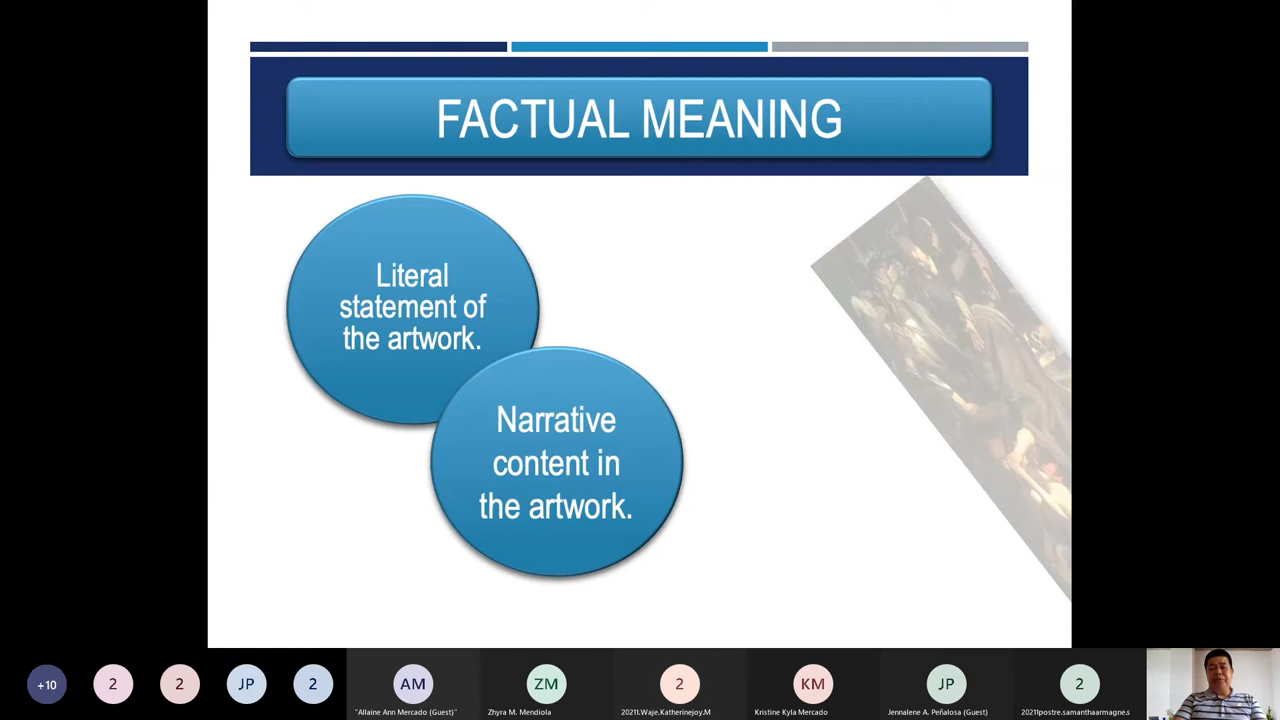 FACTUAL MEANING
Literal
statement of
the artwork.
Narrative
content in
the artwork.
+10
2
2
JP
2
AM
ZM
2
KM
JP
2
"Allaine Ann Mercado (Guest)"
Zhyra M. Mendiola
20211.Waje.Katherinejoy.M
Kristine Kyla Mercado
Jennalene A. Peñalosa (Guest)
20211postre.samanthaarmagne.s